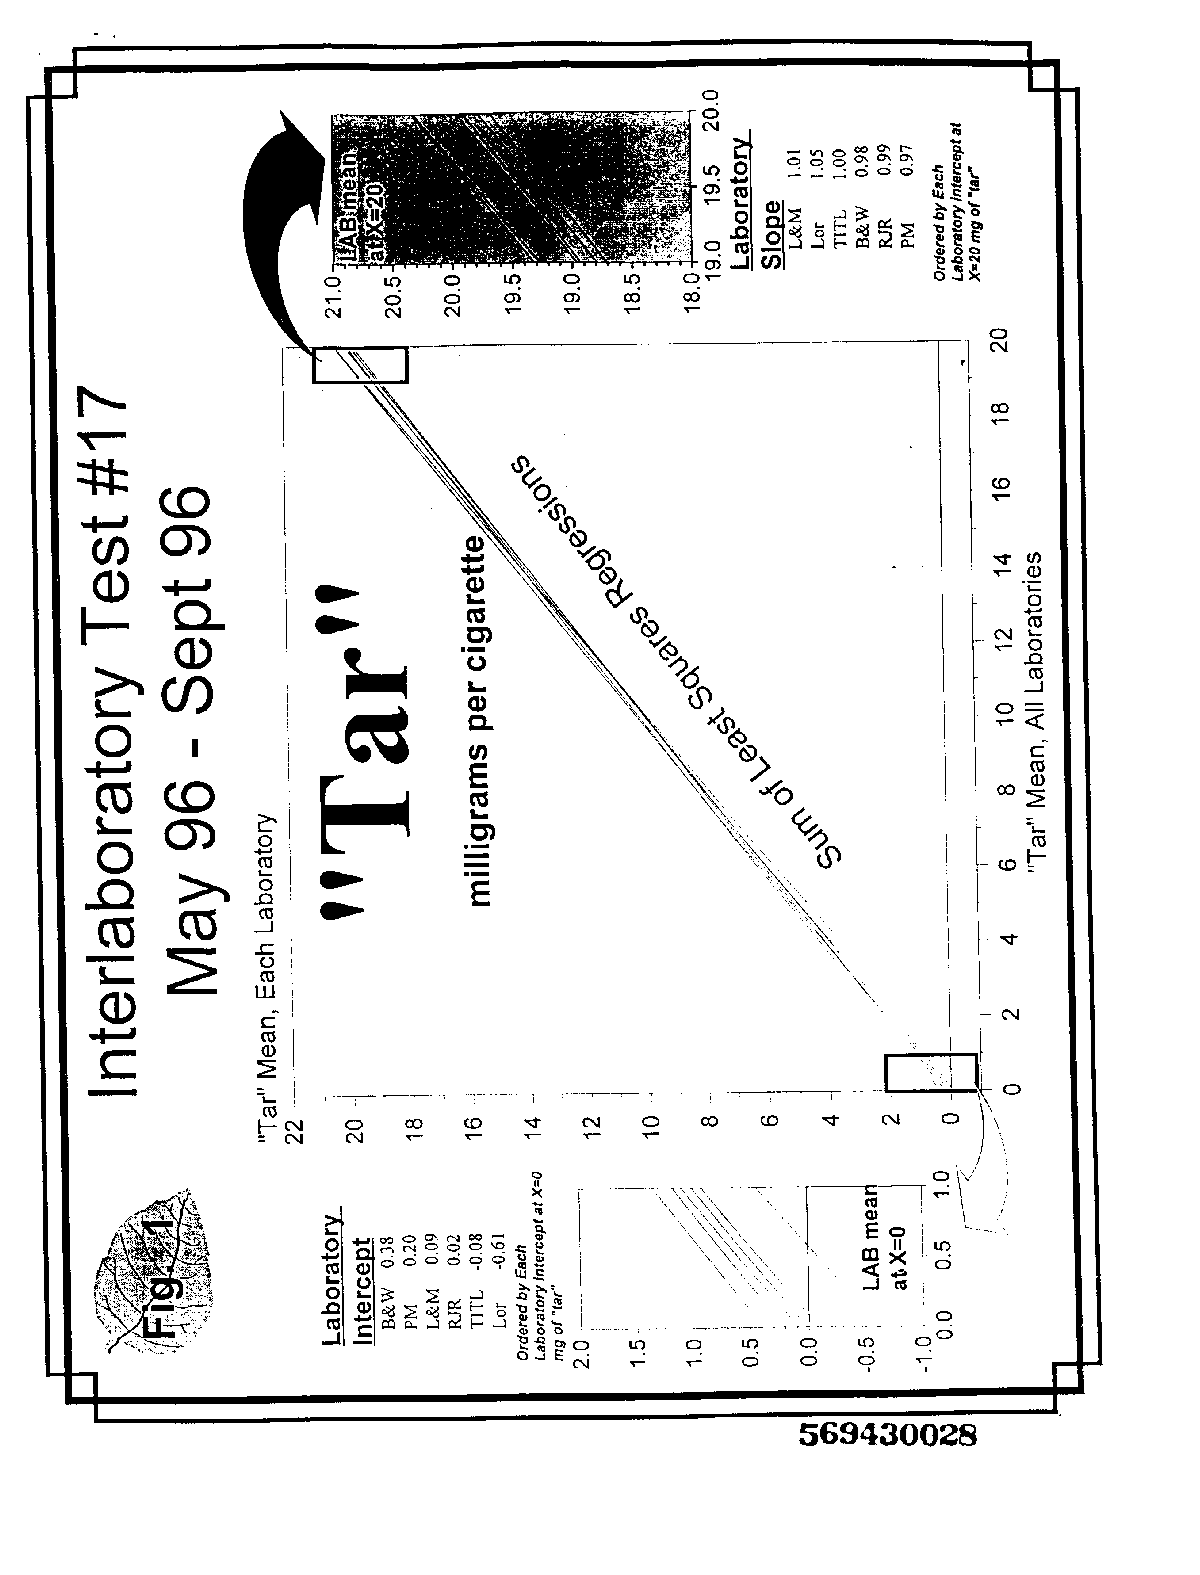 Fig. 1
Interlaboratory Test #17
May 96 - Sept 96
"Tar" Mean, Each Laboratory
"Tar"
milligrams per cigarette
Sum of Least Squares Regressions
22
20
18
16
14
12
10
8
6
4
2
0
0 2 4 6 8 10 12 14 16 18 20
"Tar" Mean, All Laboratories
Laboratory
Intercept
B&W 0.38
PM 0.20
L&M 0.09
RJR 0.02
TITL -0.08
Lor -0.61
Ordered by Each
Laboratory Intercept at X=0
mg of "tar"
2.0
1.5
1.0
0.5
0.0
-0.5
-1.0
0.0 0.5 1.0
LAB mean
at X=0
LAB mean
at X=20
21.0
20.5
20.0
19.5
19.0
18.5
18.0
19.0 19.5 20.0
Laboratory
Slope
L&M 1.01
Lor 1.05
TITL 1.00
B&W 0.98
RJR 0.99
PM 0.97
Ordered by Each
Laboratory Intercept at
X=20 mg of "tar"
569430028